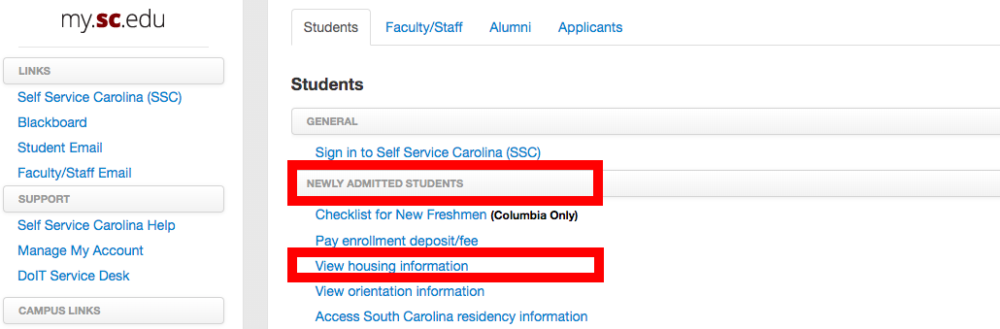 my.sc.edu
LINKS
Self Service Carolina (SSC)
Blackboard
Student Email
Faculty/Staff Email
SUPPORT
Self Service Carolina Help
Manage My Account
DoIT Service Desk
CAMPUS LINKS
Students Faculty/Staff Alumni Applicants
Students
GENERAL
Sign in to Self Service Carolina (SSC)
NEWLY ADMITTED STUDENTS
Checklist for New Freshmen (Columbia Only)
Pay enrollment deposit/fee
View housing information
View orientation information
Access South Carolina residency information